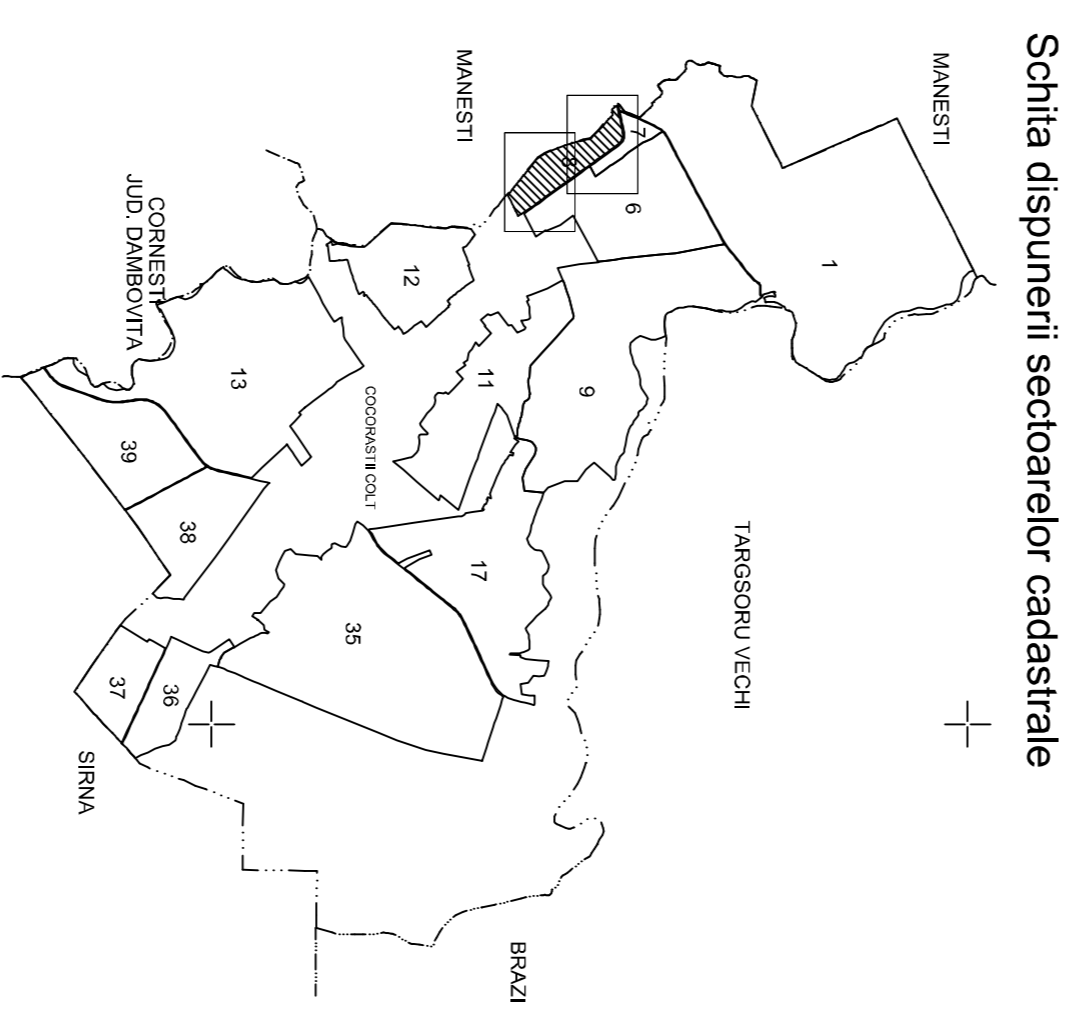 Schita dispunerii sectoarelor cadastrale
MANESTI
1
TARGSORU VECHI
7
6
9
8
BRAZI
11
17
MANESTI
12
COCORASTII COLT
35
13
38
36
CORNESTI
JUD. DAMBOVITA
39
37
SIRNA